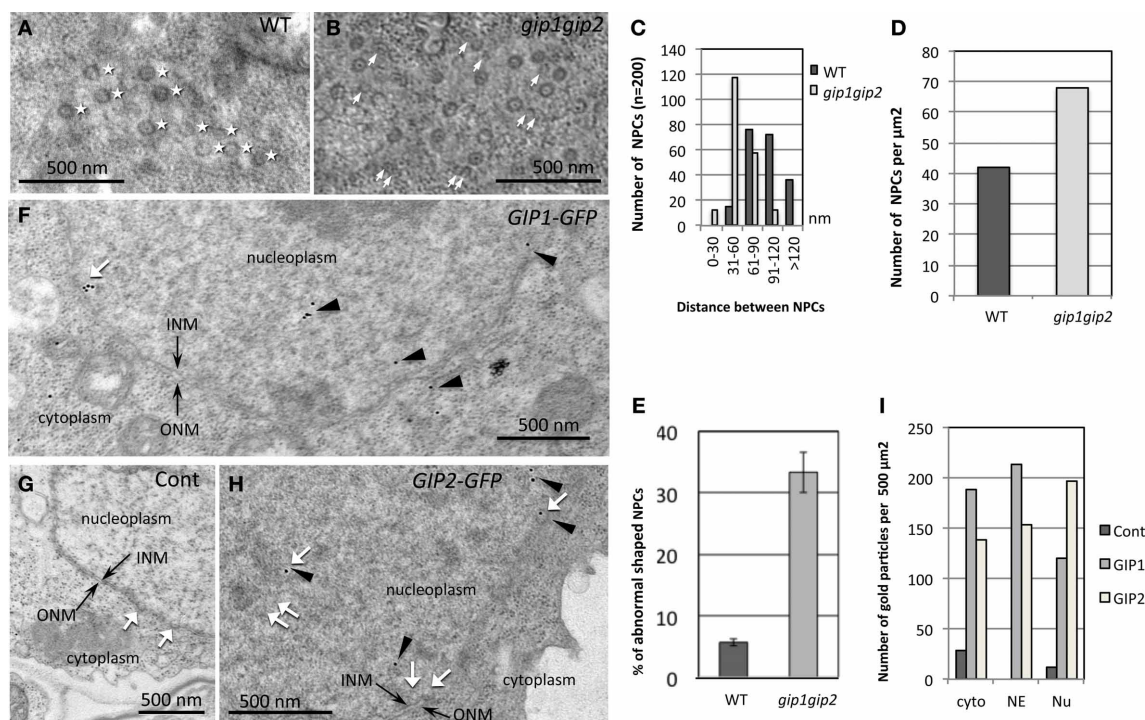 A
WT
500 nm
B
gip1gip2
500 nm
C
Number of NPCs (n=200)
140
120
100
80
60
40
20
0
0-30
31-60
61-90
91-120
>120
nm
Distance between NPCs
WT
gip1gip2
D
Number of NPCs per µm2
80
70
60
50
40
30
20
10
0
WT
gip1gip2
F
GIP1-GFP
nucleoplasm
INM
cytoplasm
ONM
500 nm
E
% of abnormal shaped NPCs
40
30
20
10
0
WT
gip1gip2
G
Cont
nucleoplasm
INM
ONM
cytoplasm
500 nm
H
GIP2-GFP
nucleoplasm
INM
cytoplasm
ONM
500 nm
I
Number of gold particles per 500 µm2
250
200
150
100
50
0
cyto
NE
Nu
Cont
GIP1
GIP2